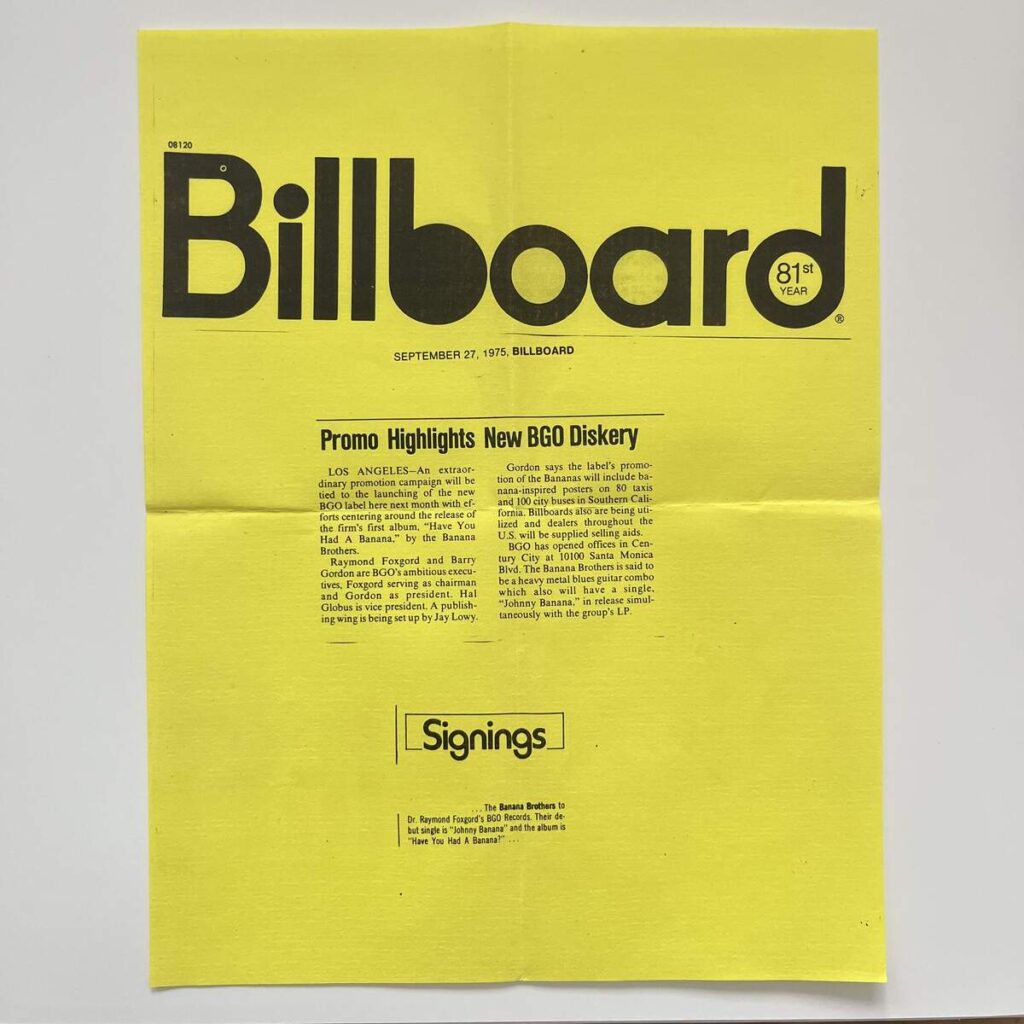 08120
Billboard
81st
YEAR
®
SEPTEMBER 27, 1975, BILLBOARD
Promo Highlights New BGO Diskery
LOS ANGELES—An extraor-
dinary promotion campaign will be
tied to the launching of the new
BGO label here next month with ef-
forts centering around the release of
the firm's first album, "Have You
Had A Banana," by the Banana
Brothers.
Raymond Foxgord and Barry
Gordon are BGO's ambitious execu-
tives, Foxgord serving as chairman
and Gordon as president. Hal
Globus is vice president. A publish-
ing wing is being set up by Jay Lowy.
Gordon says the label's promo-
tion of the Bananas will include ba-
nana-inspired posters on 80 taxis
and 100 city buses in Southern Cali-
fornia. Billboards also are being uti-
lized and dealers throughout the
U.S. will be supplied selling aids.
BGO has opened offices in Cen-
tury City at 10100 Santa Monica
Blvd. The Banana Brothers is said to
be a heavy metal blues guitar combo
which also will have a single,
"Johnny Banana," in release simul-
taneously with the group's LP.
Signings
. . . The Banana Brothers to
Dr. Raymond Foxgord's BGO Records. Their de-
but single is "Johnny Banana" and the album is
"Have You Had A Banana?" . . .